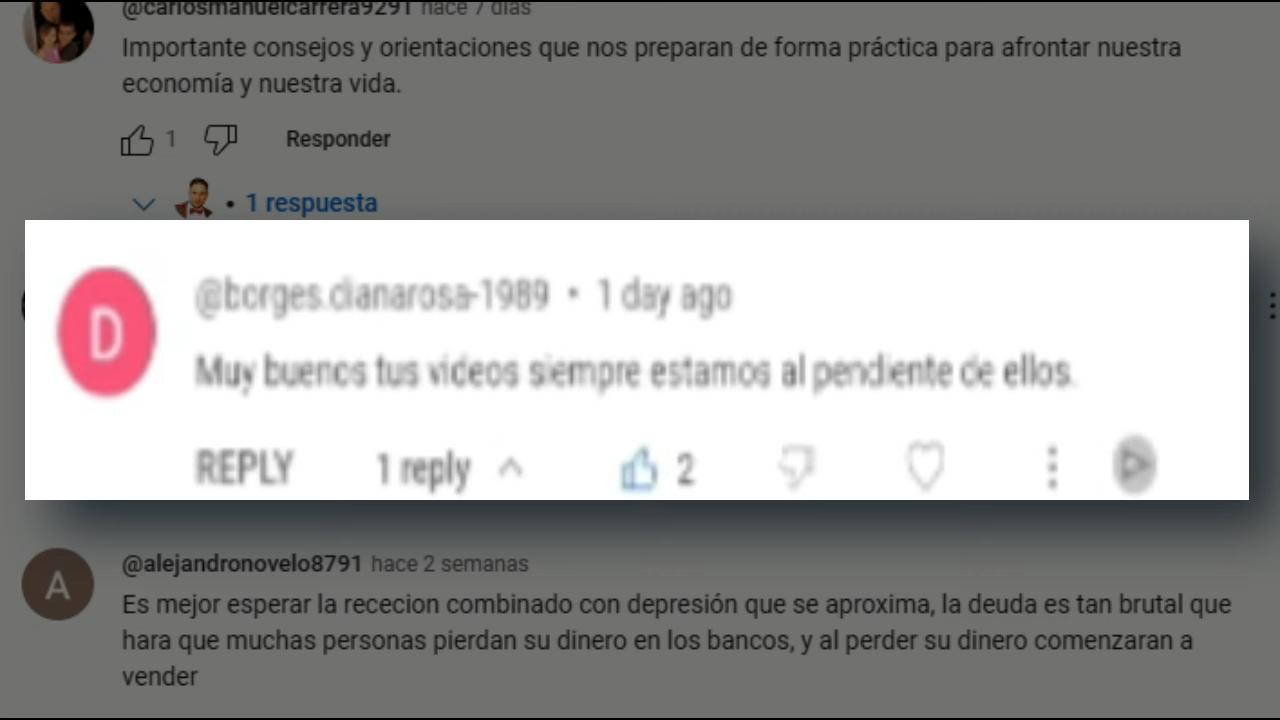 @carlosmanuelcarrera9291 hace 7 días
Importante consejos y orientaciones que nos preparan de forma práctica para afrontar nuestra
economía y nuestra vida.
1 Responder
• 1 respuesta
D
@borges.dianarosa-1989 • 1 day ago
Muy buenos tus videos siempre estamos al pendiente de ellos.
REPLY 1 reply 2
A
@alejandronovelo8791 hace 2 semanas
Es mejor esperar la rececion combinado con depresión que se aproxima, la deuda es tan brutal que
hara que muchas personas pierdan su dinero en los bancos, y al perder su dinero comenzaran a
vender